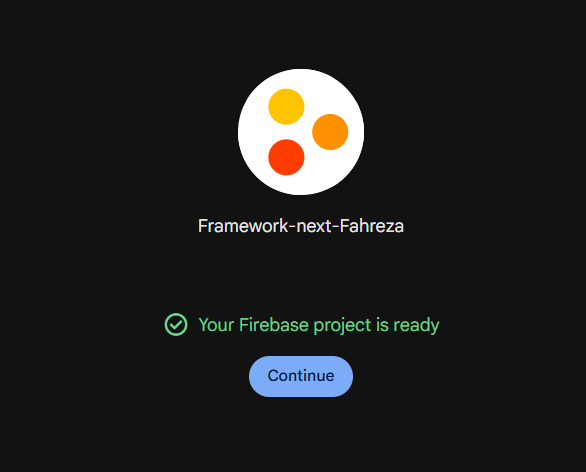 Framework-next-Fahreza
Your Firebase project is ready
Continue